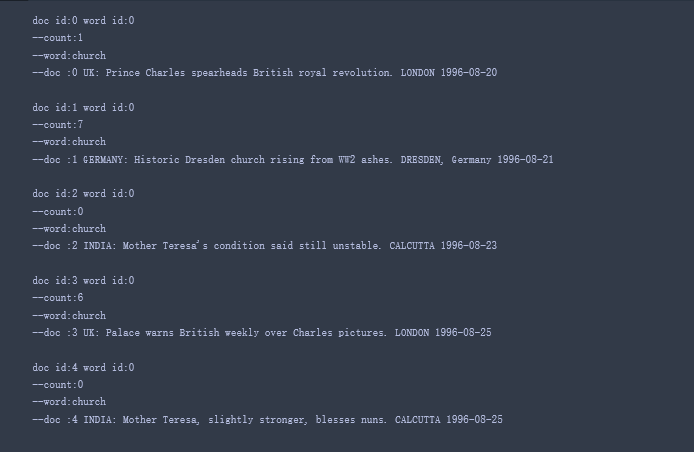 doc id:0 word id:0
--count:1
--word:church
--doc :0 UK: Prince Charles spearheads British royal revolution. LONDON 1996-08-20
doc id:1 word id:0
--count:7
--word:church
--doc :1 GERMANY: Historic Dresden church rising from WW2 ashes. DRESDEN, Germany 1996-08-21
doc id:2 word id:0
--count:0
--word:church
--doc :2 INDIA: Mother Teresa's condition said still unstable. CALCUTTA 1996-08-23
doc id:3 word id:0
--count:6
--word:church
--doc :3 UK: Palace warns British weekly over Charles pictures. LONDON 1996-08-25
doc id:4 word id:0
--count:0
--word:church
--doc :4 INDIA: Mother Teresa, slightly stronger, blesses nuns. CALCUTTA 1996-08-25